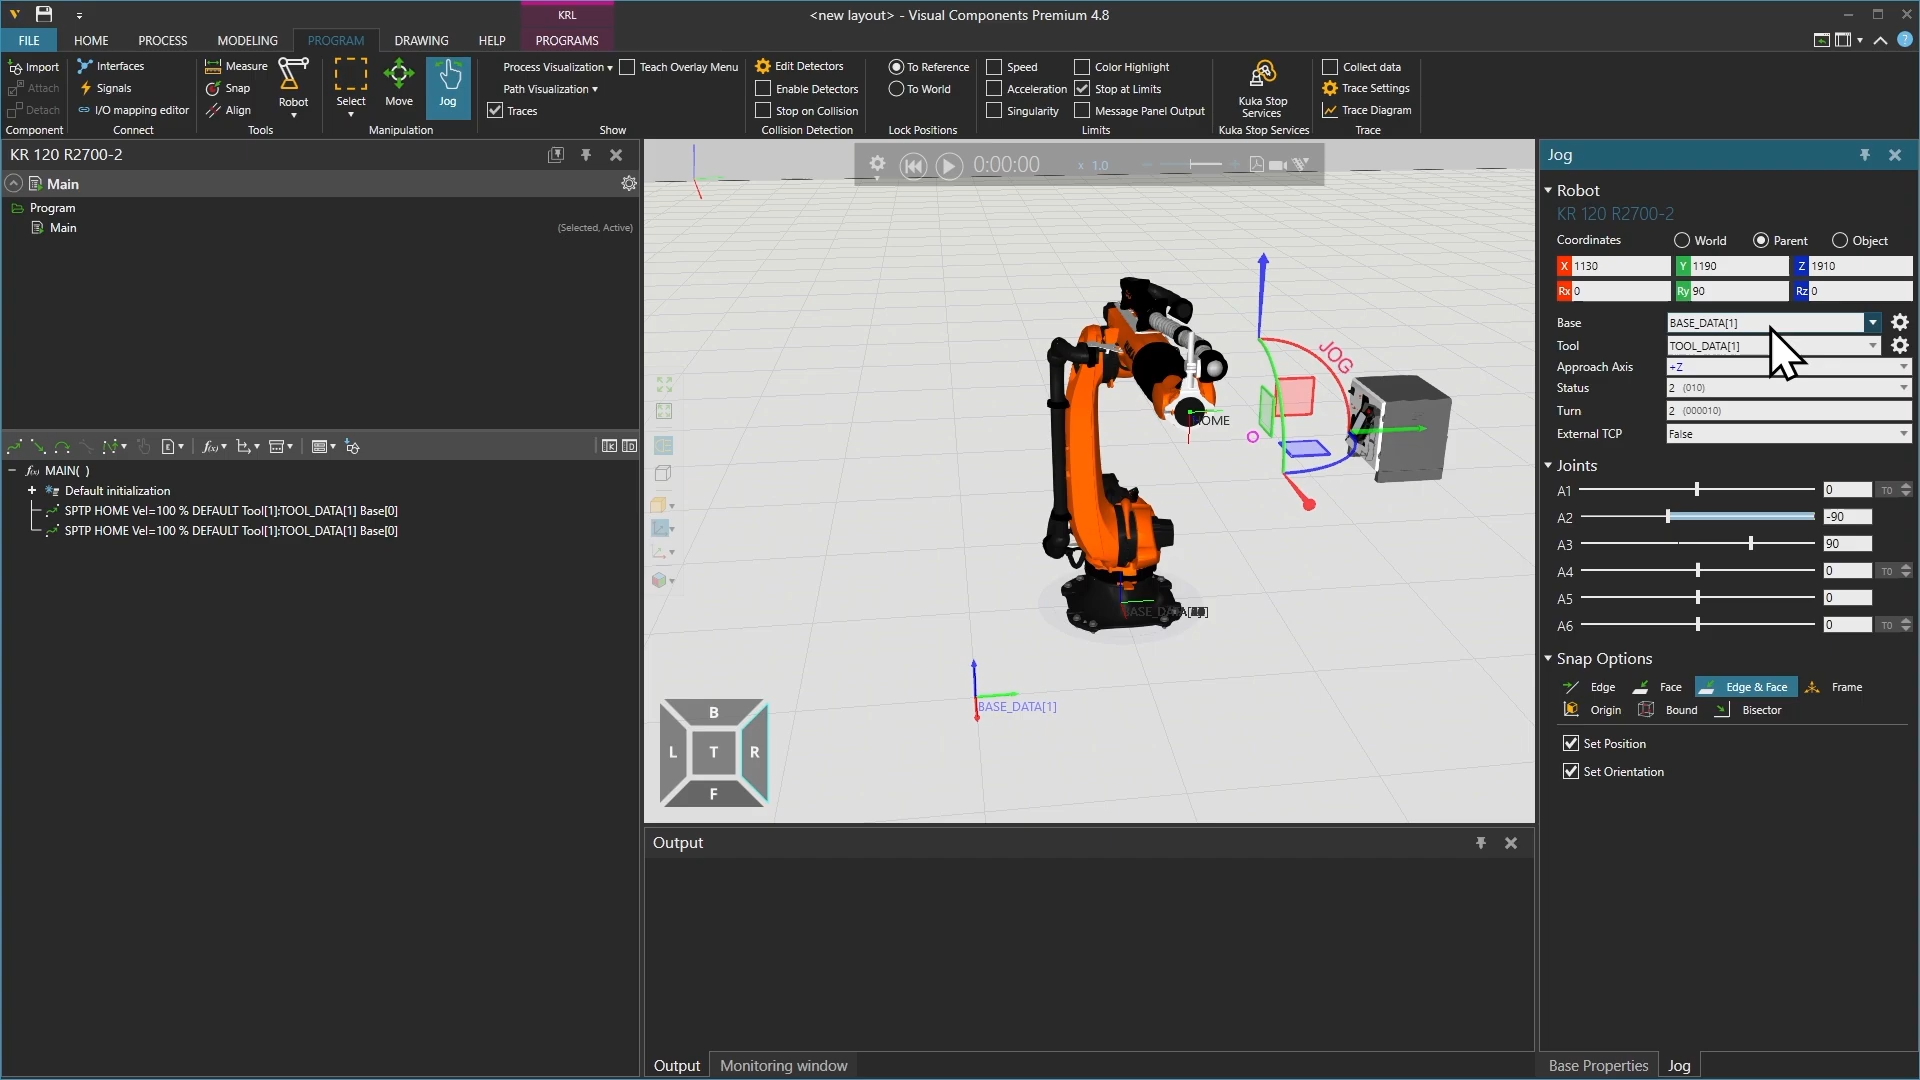 <new layout> - Visual Components Premium 4.8
KRL
FILE HOME PROCESS MODELING PROGRAM DRAWING HELP PROGRAMS
Import
Attach
Detach
Component
Interfaces
Signals
I/O mapping editor
Connect
Measure
Snap
Align
Robot
Tools
Select
Move
Jog
Manipulation
Process Visualization
Path Visualization
Traces
Teach Overlay Menu
Show
Edit Detectors
Enable Detectors
Stop on Collision
Collision Detection
To Reference
To World
Lock Positions
Speed
Acceleration
Singularity
Color Highlight
Stop at Limits
Message Panel Output
Limits
Kuka Stop
Services
Kuka Stop Services
Collect data
Trace Settings
Trace Diagram
Trace
KR 120 R2700-2
Main
Program
Main (Selected, Active)
MAIN( )
Default initialization
SPTP HOME Vel=100 % DEFAULT Tool[1]:TOOL_DATA[1] Base[0]
SPTP HOME Vel=100 % DEFAULT Tool[1]:TOOL_DATA[1] Base[0]
0:00:00 x 1.0
JOG
HOME
BASE_DATA[1]
B
L T R
F
Output
Output Monitoring window
Jog
Robot
KR 120 R2700-2
Coordinates World Parent Object
X 1130 Y 1190 Z 1910
Rx 0 Ry 90 Rz 0
Base BASE_DATA[1]
Tool TOOL_DATA[1]
Approach Axis +Z
Status 2 (010)
Turn 2 (000010)
External TCP False
Joints
A1 0 T0
A2 -90
A3 90
A4 0 T0
A5 0
A6 0 T0
Snap Options
Edge Face Edge & Face Frame
Origin Bound Bisector
Set Position
Set Orientation
Base Properties Jog